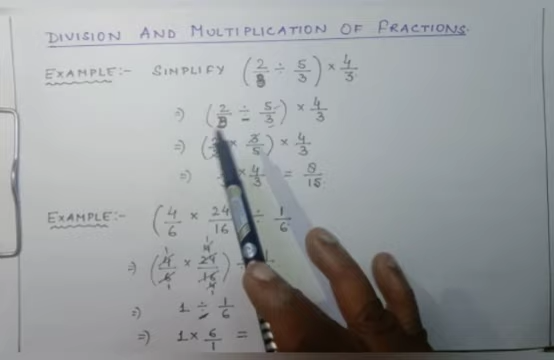 DIVISION AND MULTIPLICATION OF FRACTIONS.
EXAMPLE:- SIMPLIFY (2/3 ÷ 5/3) × 4/3
⇒ (2/3 ÷ 5/3) × 4/3
⇒ ( × 3/5) × 4/3
⇒ × 4/3 = 8/15
EXAMPLE:- (4/6 × 24/16 ÷ 1/6
⇒ (4/6 × 24/16)
⇒ 1 ÷ 1/6
⇒ 1 × 6/1 =